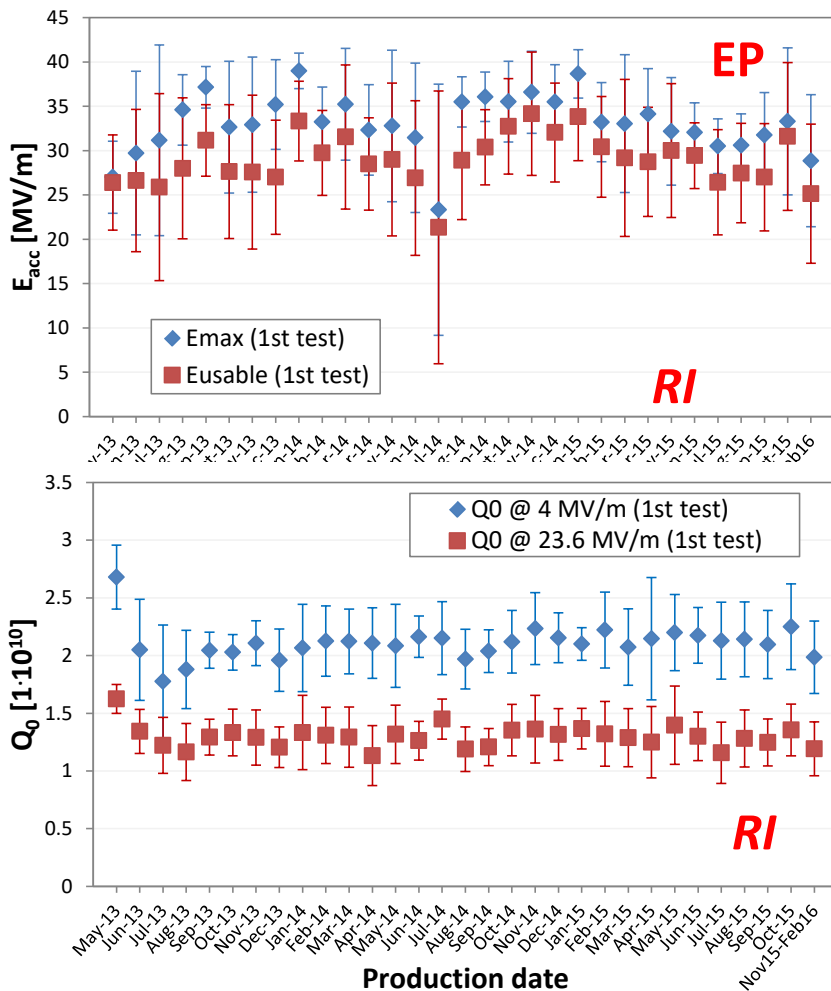 45
40
35
30
25
20
15
10
5
0
E_acc [MV/m]
EP
Emax (1st test)
Eusable (1st test)
RI
3.5
3
2.5
2
1.5
1
0.5
0
Q_0 [1·10^10]
Q0 @ 4 MV/m (1st test)
Q0 @ 23.6 MV/m (1st test)
RI
May-13
Jun-13
Jul-13
Aug-13
Sep-13
Oct-13
Nov-13
Dec-13
Jan-14
Feb-14
Mar-14
Apr-14
May-14
Jun-14
Jul-14
Aug-14
Sep-14
Oct-14
Nov-14
Dec-14
Jan-15
Feb-15
Mar-15
Apr-15
May-15
Jun-15
Jul-15
Aug-15
Sep-15
Oct-15
Nov15-Feb16
Production date